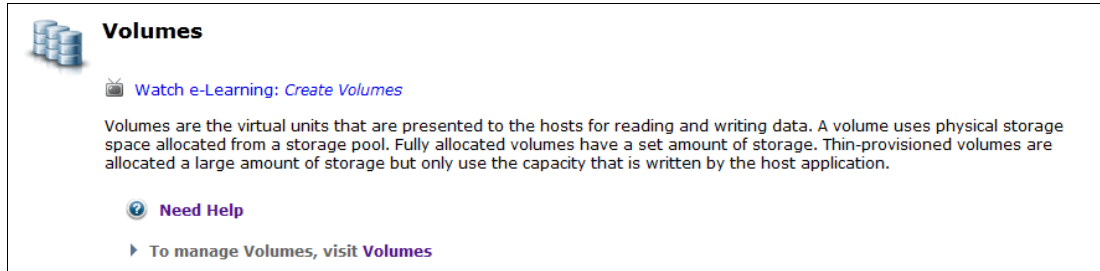 Volumes
Watch e-Learning: Create Volumes
Volumes are the virtual units that are presented to the hosts for reading and writing data. A volume uses physical storage
space allocated from a storage pool. Fully allocated volumes have a set amount of storage. Thin-provisioned volumes are
allocated a large amount of storage but only use the capacity that is written by the host application.
Need Help
To manage Volumes, visit Volumes